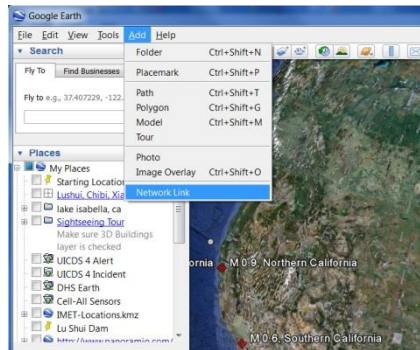 Google Earth
File Edit View Tools Add Help
Search
Fly To Find Businesses
Fly to e.g., 37.407229, -122.
Folder Ctrl+Shift+N
Placemark Ctrl+Shift+P
Path Ctrl+Shift+T
Polygon Ctrl+Shift+G
Model Ctrl+Shift+M
Tour
Photo
Image Overlay Ctrl+Shift+O
Network Link
Places
My Places
Starting Location
Lushui, Chibi, Xia
lake isabella, ca
Sightseeing Tour
Make sure 3D Buildings
layer is checked
UICDS 4 Alert
UICDS 4 Incident
DHS Earth
Cell-All Sensors
IMET-Locations.kmz
Lu Shui Dam
http://www.panoramio.com/
ornia
M 0.9, Northern California
M 0.6, Southern California